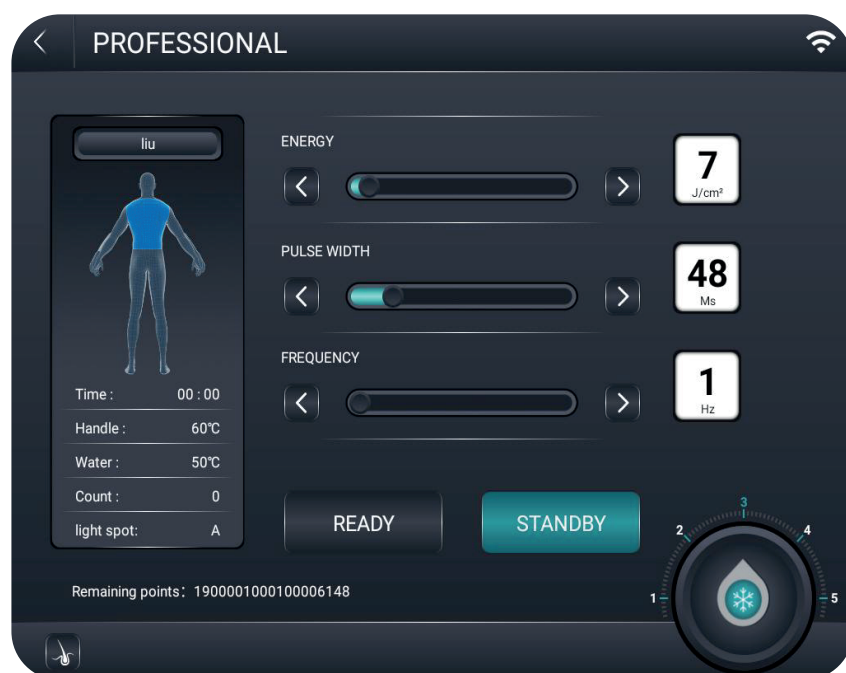 PROFESSIONAL
liu
Time : 00 : 00
Handle : 60℃
Water : 50℃
Count : 0
light spot: A
ENERGY
7
J/cm²
PULSE WIDTH
48
Ms
FREQUENCY
1
Hz
READY
STANDBY
Remaining points：1900001000100006148
1
2
3
4
5